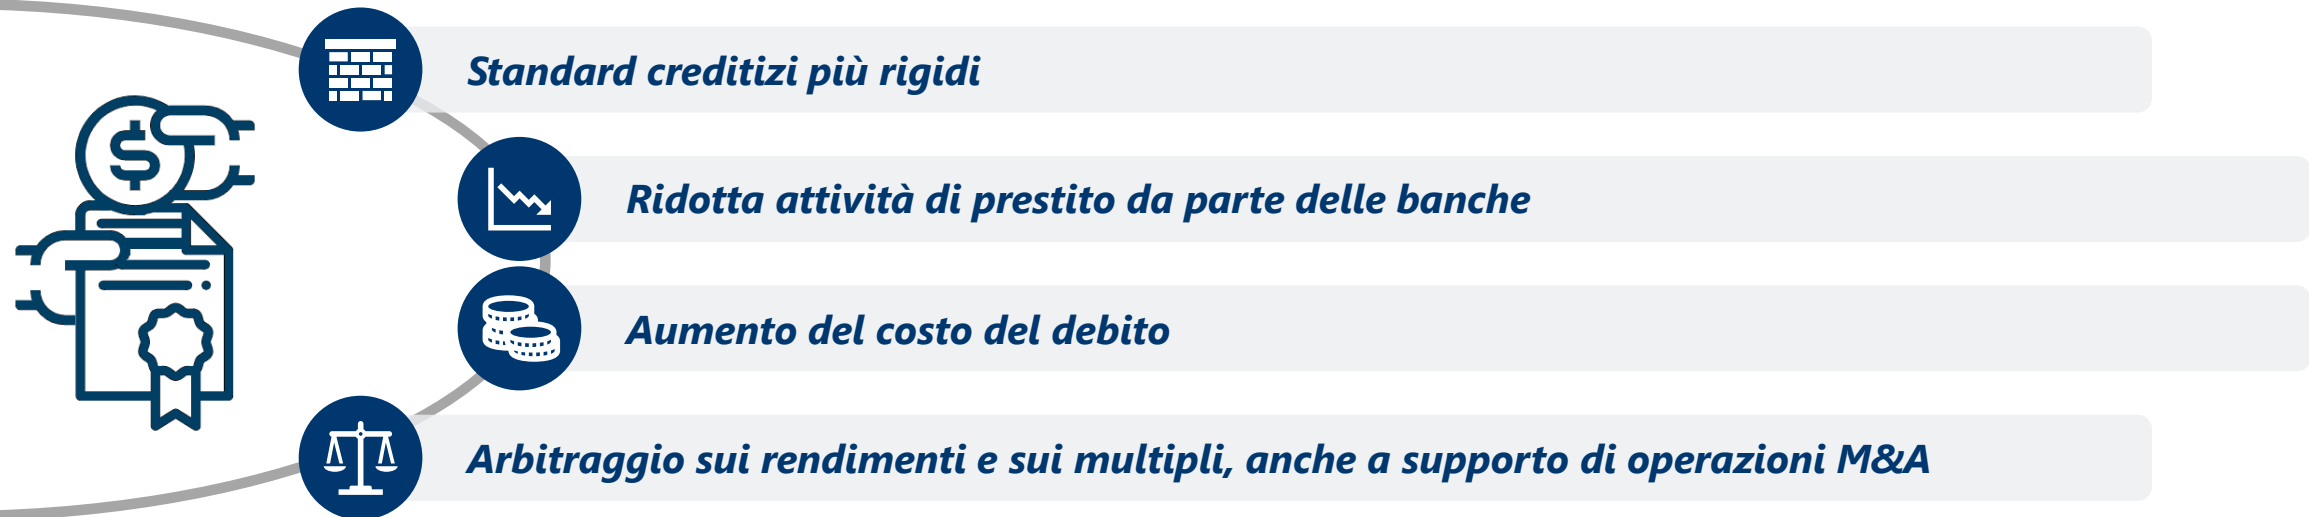 Standard creditizi più rigidi
Ridotta attività di prestito da parte delle banche
Aumento del costo del debito
Arbitraggio sui rendimenti e sui multipli, anche a supporto di operazioni M&A